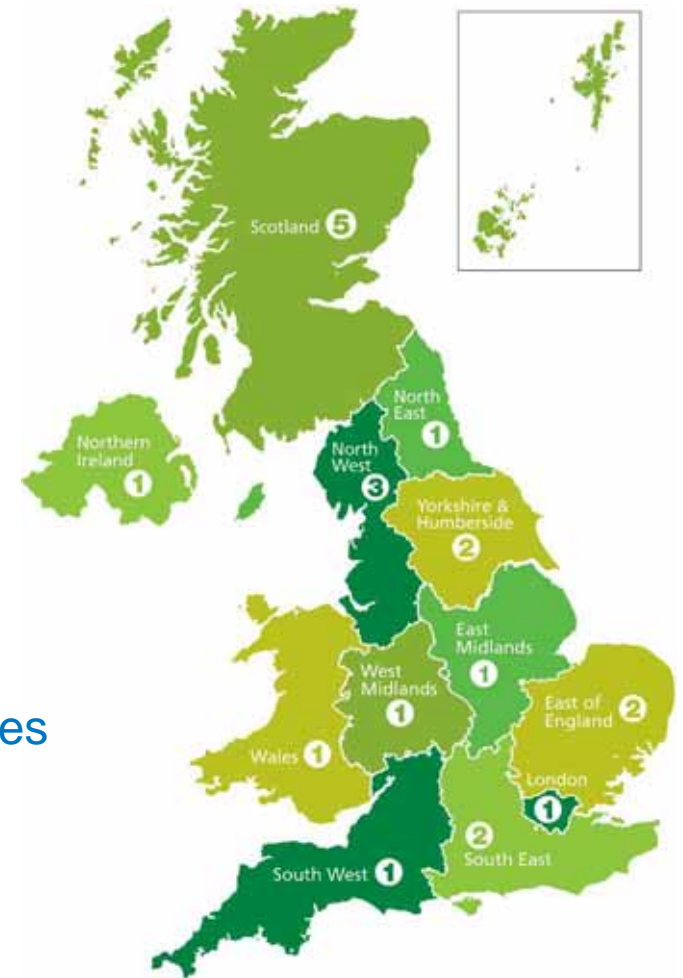 Scotland 5
North
East
1
Northern
Ireland
1
North
West
3
Yorkshire &
Humberside
2
East
Midlands
1
West
Midlands
1
East of
England 2
es
Wales 1
London
1
2
South East
South West 1